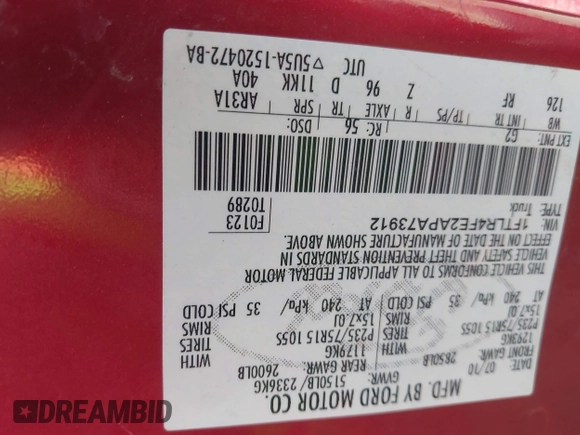 MFD. BY FORD MOTOR CO.
DATE: 07/10
GVWR: 5150LB/ 2336KG
FRONT GAWR: 2850LB
1293KG
REAR GAWR: 2600LB
1179KG
WITH
P235/75R15 105S
TIRES
P235/75R15 105S
WITH
TIRES
15x7.0J
RIMS
15x7.0J
RIMS
AT 240 kPa/ 35 PSI COLD
AT 240 kPa/ 35 PSI COLD
THIS VEHICLE CONFORMS TO ALL APPLICABLE FEDERAL MOTOR
VEHICLE SAFETY AND THEFT PREVENTION STANDARDS IN
EFFECT ON THE DATE OF MANUFACTURE SHOWN ABOVE.
VIN: 1FTLR4FE2APA73912
TYPE: Truck
F0123
T0289
EXT PNT: G2
RC: 56
DSO:
WB INT TR TP/PS R AXLE TR SPR
126 RF Z 96 D 11KK AR31A
40A
UTC ▽5U5A-1520472-BA
DREAMBID